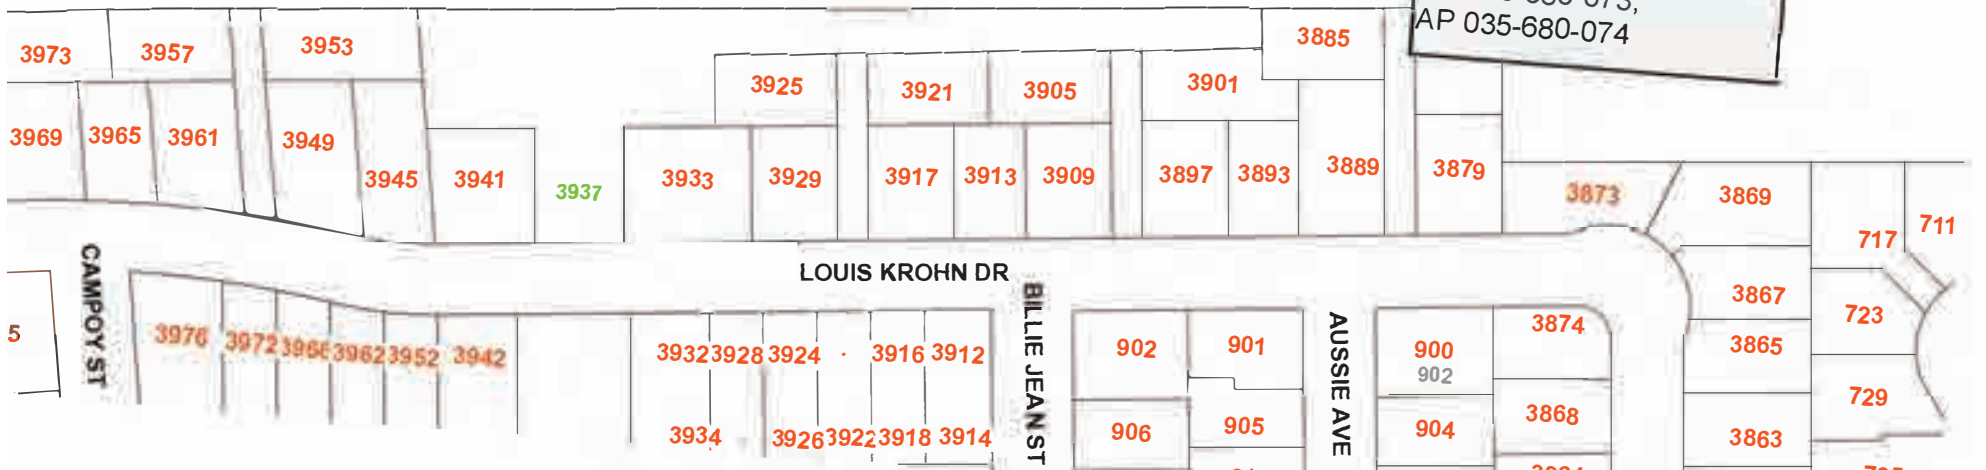 AP 035-680-074
3973 3957 3953 3885
3925 3921 3905 3901
3969 3965 3961 3949 3945 3941 3937 3933 3929 3917 3913 3909 3897 3893 3889 3879
3873 3869 717 711
CAMPOY ST
LOUIS KROHN DR
BILLIE JEAN ST
AUSSIE AVE
5
3976 3972 3962 3952 3942
3932 3928 3924 3916 3912
902 901 900 3874 3867 723
902 3865
3934 3926 3922 3918 3914
906 905 904 3868 3863 729